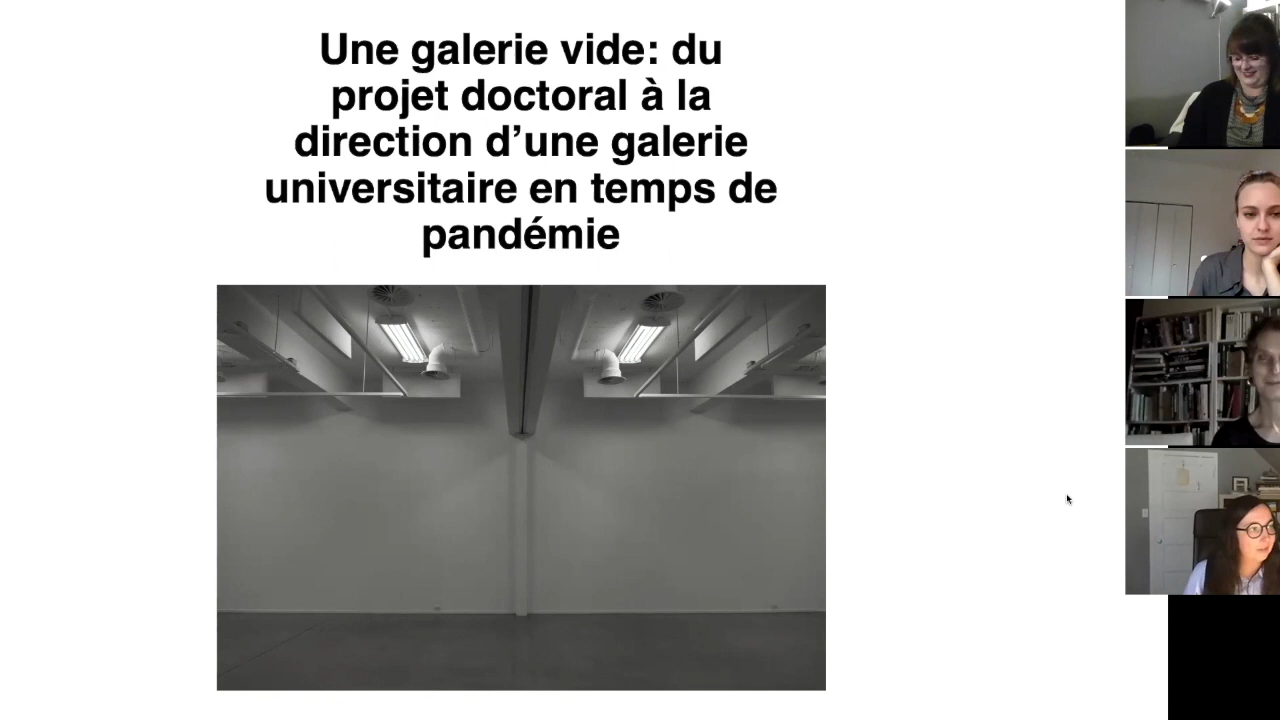 Une galerie vide: du
projet doctoral à la
direction d’une galerie
universitaire en temps de
pandémie